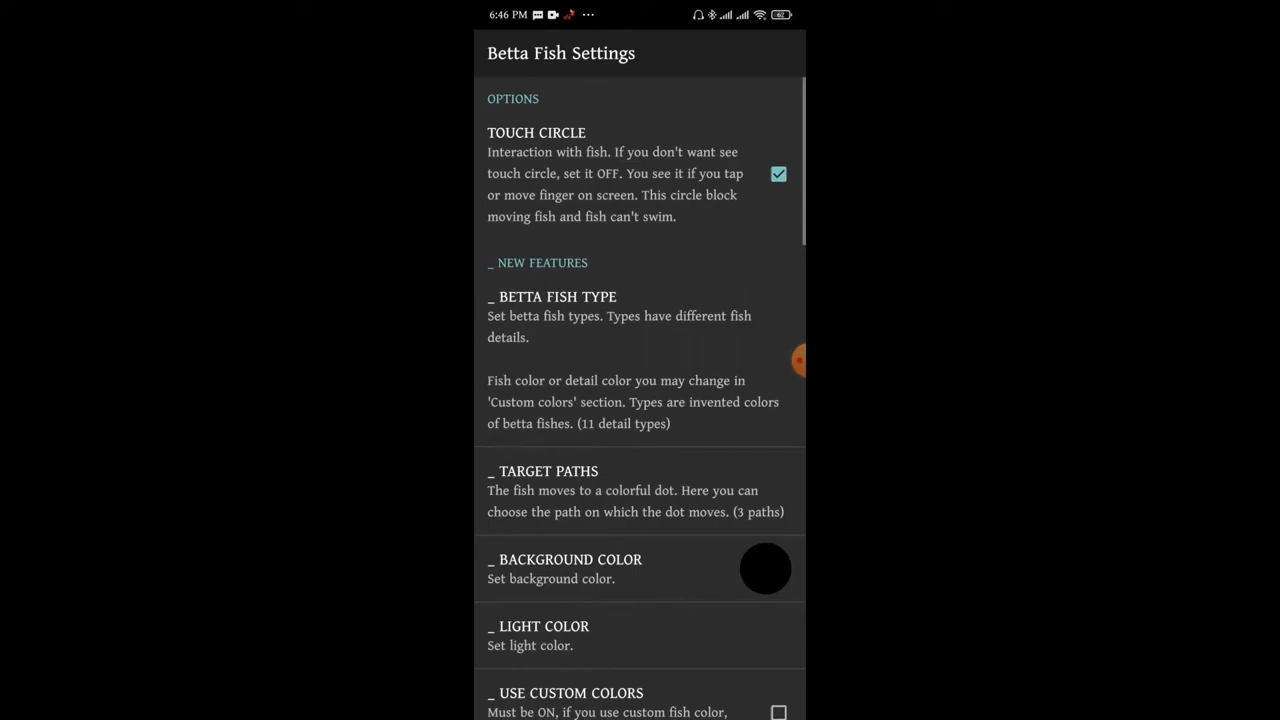 6:46 PM
62
Betta Fish Settings
OPTIONS
TOUCH CIRCLE
Interaction with fish. If you don't want see
touch circle, set it OFF. You see it if you tap
or move finger on screen. This circle block
moving fish and fish can't swim.
_ NEW FEATURES
_ BETTA FISH TYPE
Set betta fish types. Types have different fish
details.
Fish color or detail color you may change in
'Custom colors' section. Types are invented colors
of betta fishes. (11 detail types)
_ TARGET PATHS
The fish moves to a colorful dot. Here you can
choose the path on which the dot moves. (3 paths)
_ BACKGROUND COLOR
Set background color.
_ LIGHT COLOR
Set light color.
_ USE CUSTOM COLORS
Must be ON, if you use custom fish color,